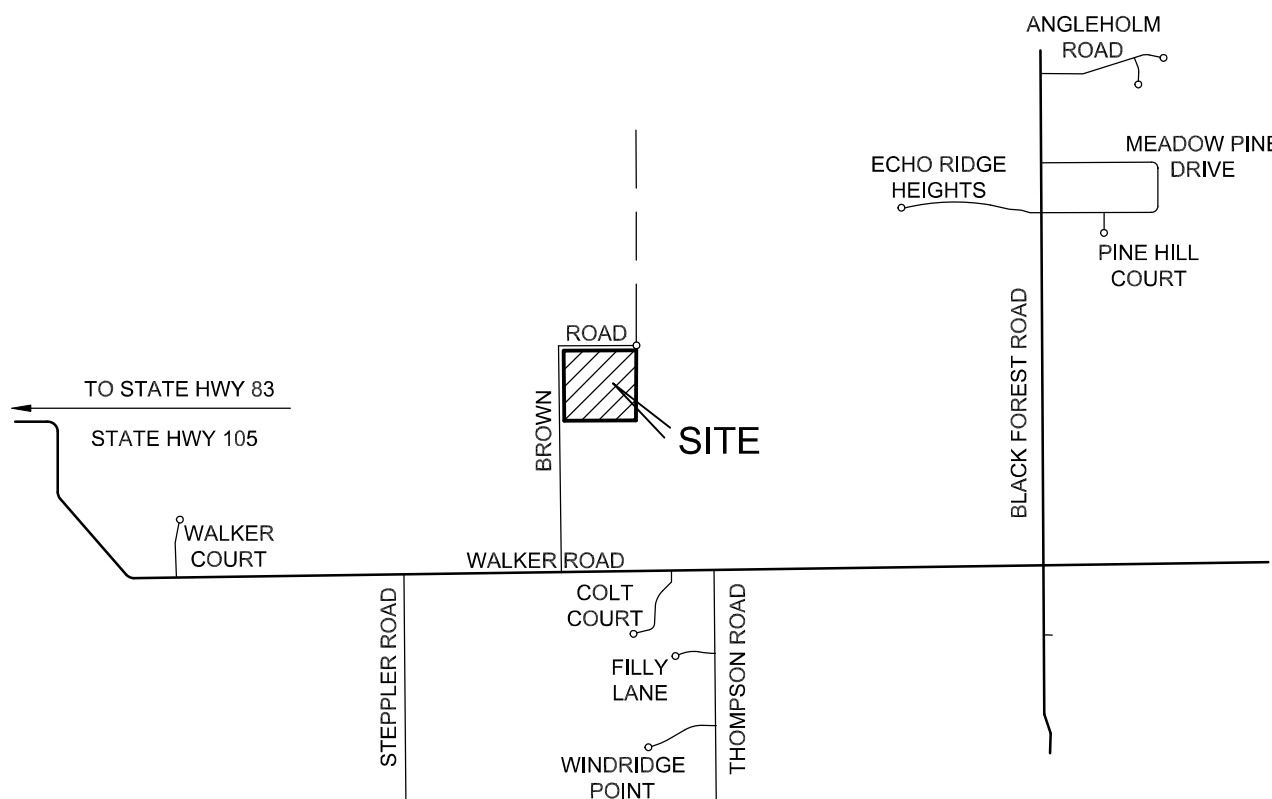 ANGLEHOLM
ROAD
MEADOW PINE
DRIVE
ECHO RIDGE
HEIGHTS
PINE HILL
COURT
BLACK FOREST ROAD
ROAD
BROWN
SITE
TO STATE HWY 83
STATE HWY 105
WALKER
COURT
WALKER ROAD
COLT
COURT
STEPPLER ROAD
FILLY
LANE
THOMPSON ROAD
WINDRIDGE
POINT